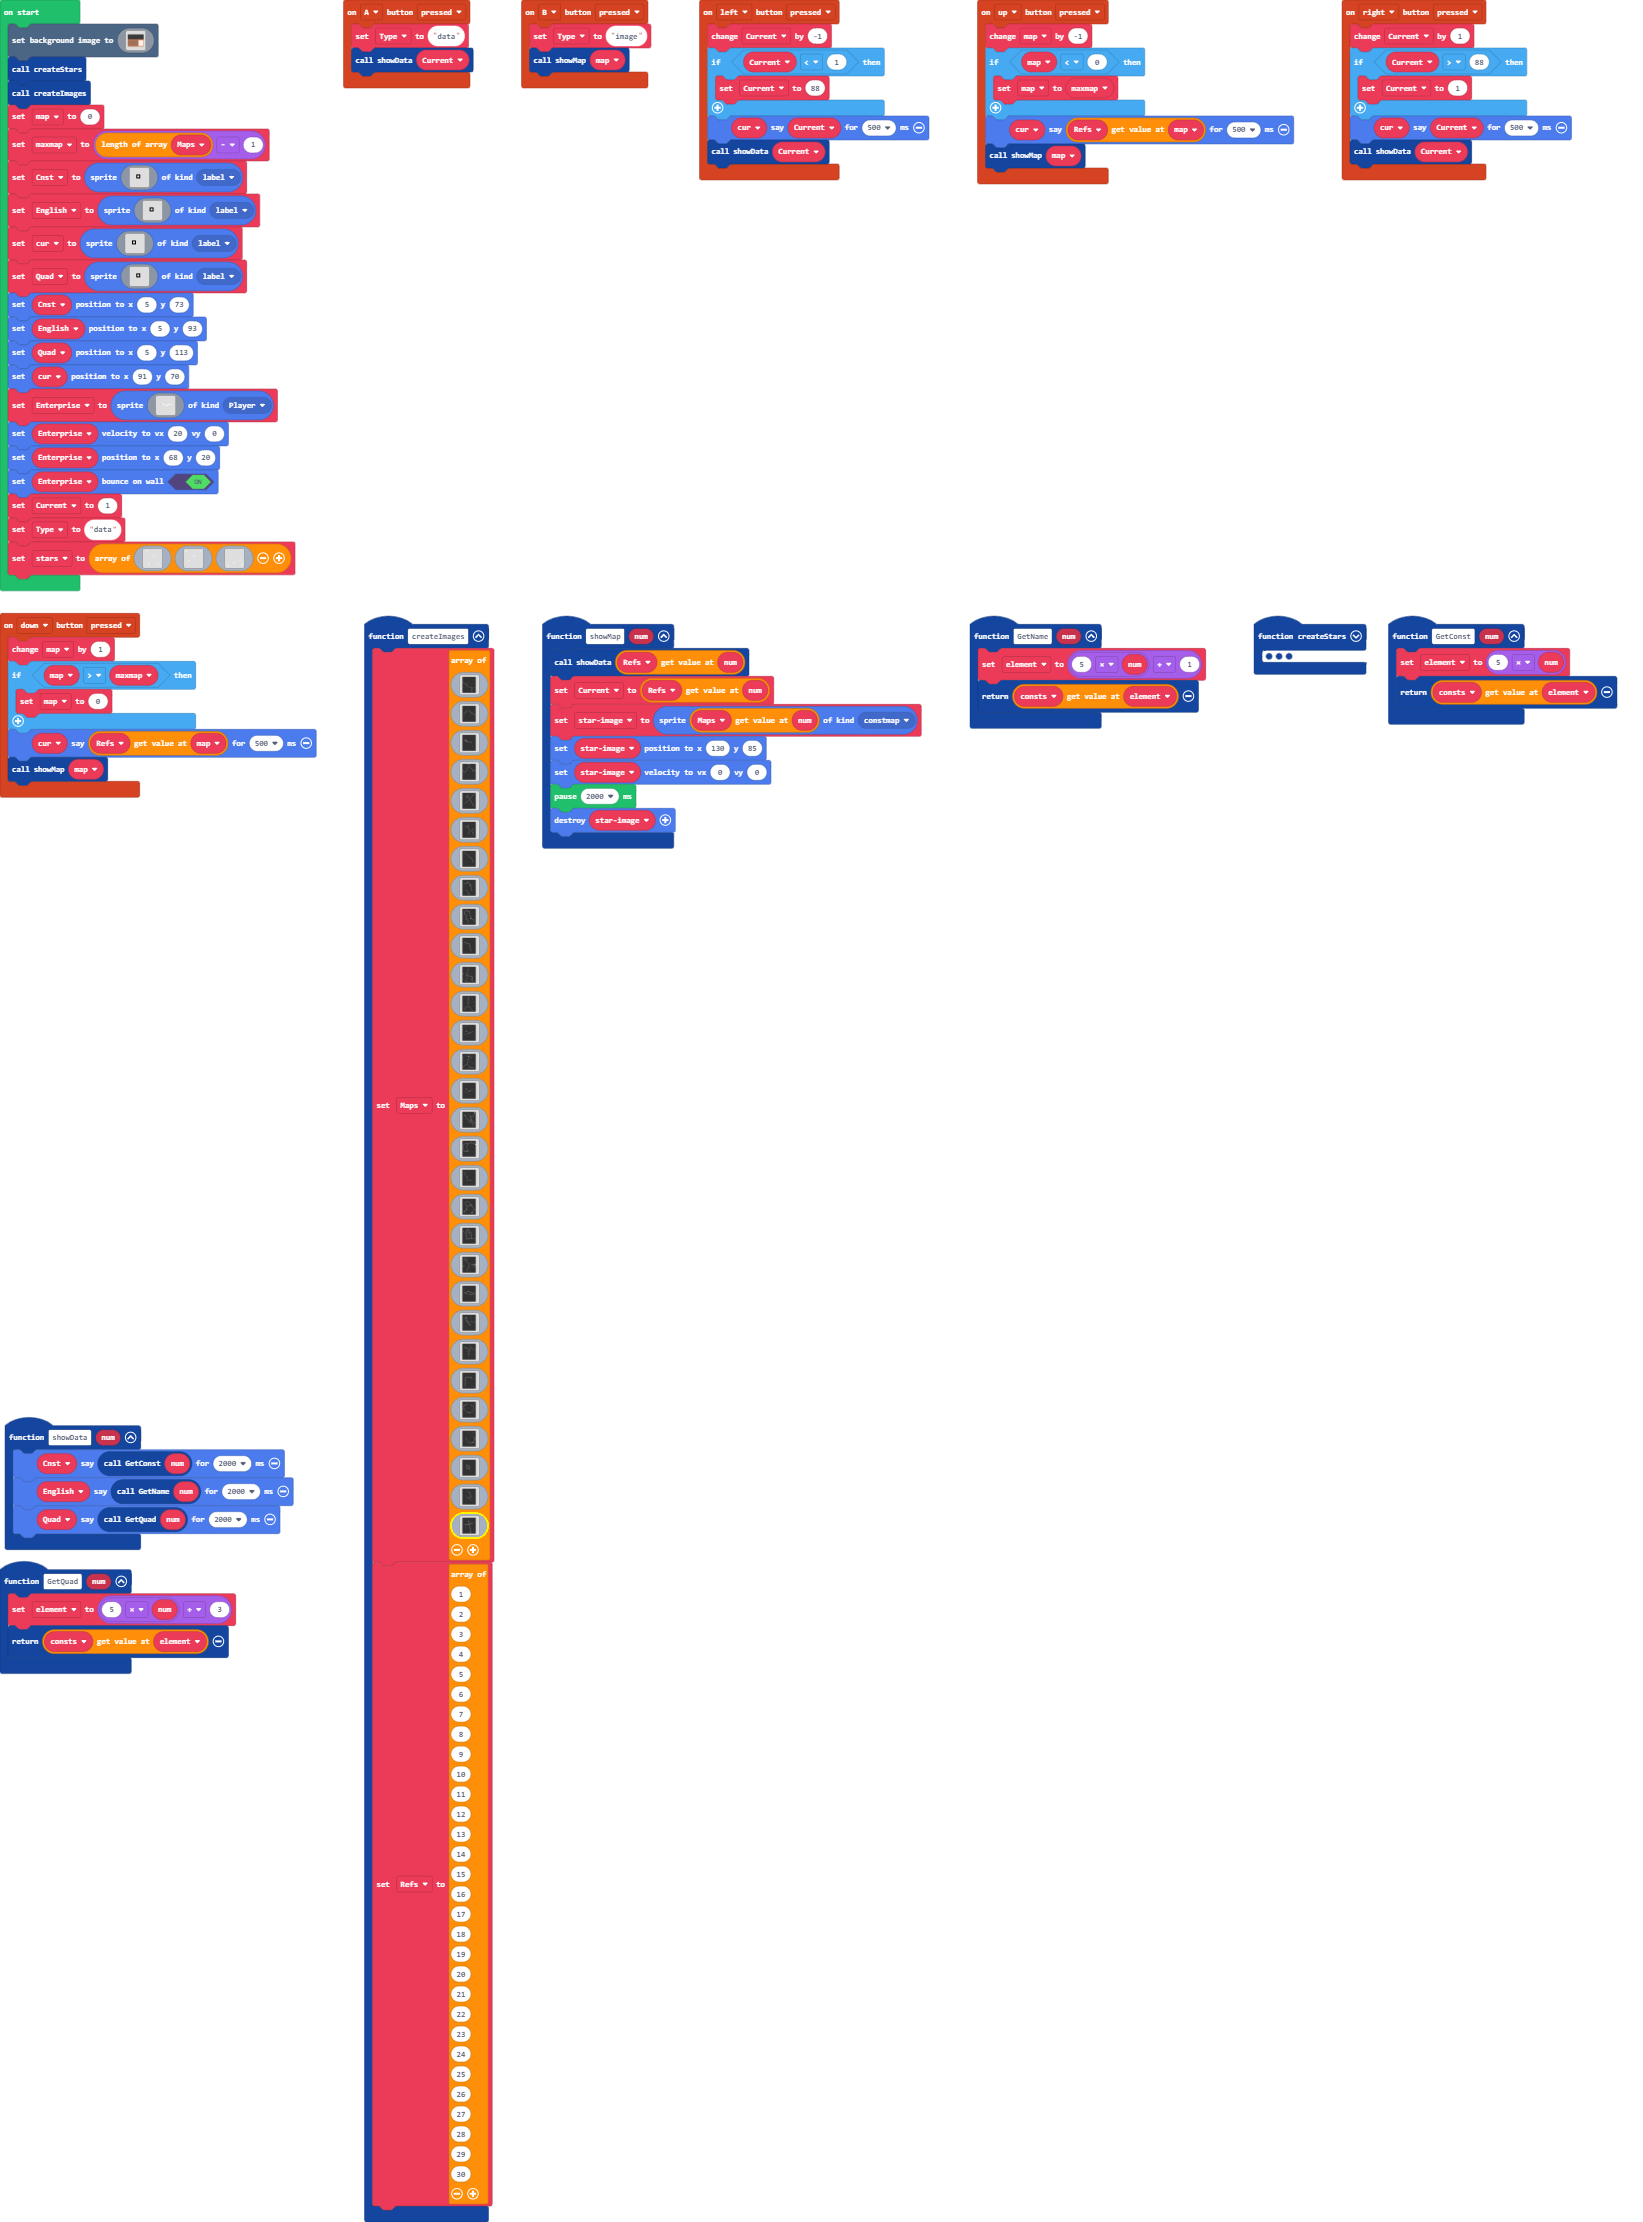 on start
set background image to
call createStars
call createImages
set map to 0
set maxmap to length of array Maps - 1
set Cnst to sprite of kind label
set English to sprite of kind label
set cur to sprite of kind label
set Quad to sprite of kind label
set Cnst position to x 5 y 73
set English position to x 5 y 93
set Quad position to x 5 y 113
set cur position to x 91 y 70
set Enterprise to sprite of kind Player
set Enterprise velocity to vx 20 vy 0
set Enterprise position to x 68 y 20
set Enterprise bounce on wall ON
set Current to 1
set Type to "data"
set stars to array of
on A button pressed
set Type to "data"
call showData Current
on B button pressed
set Type to "image"
call showMap map
on left button pressed
change Current by -1
if Current < 1 then
set Current to 88
cur say Current for 500 ms
call showData Current
on up button pressed
change map by -1
if map < 0 then
set map to maxmap
cur say Refs get value at map for 500 ms
call showMap map
on right button pressed
change Current by 1
if Current > 88 then
set Current to 1
cur say Current for 500 ms
call showData Current
on down button pressed
change map by 1
if map > maxmap then
set map to 0
cur say Refs get value at map for 500 ms
call showMap map
function createImages
set Maps to array of
set Refs to array of
1
2
3
4
5
6
7
8
9
10
11
12
13
14
15
16
17
18
19
20
21
22
23
24
25
26
27
28
29
30
function showMap num
call showData Refs get value at num
set Current to Refs get value at num
set star-image to sprite Maps get value at num of kind constmap
set star-image position to x 130 y 85
set star-image velocity to vx 0 vy 0
pause 2000 ms
destroy star-image
function GetName num
set element to 5 × num + 1
return consts get value at element
function createStars
function GetConst num
set element to 5 × num
return consts get value at element
function showData num
Cnst say call GetConst num for 2000 ms
English say call GetName num for 2000 ms
Quad say call GetQuad num for 2000 ms
function GetQuad num
set element to 5 × num + 3
return consts get value at element